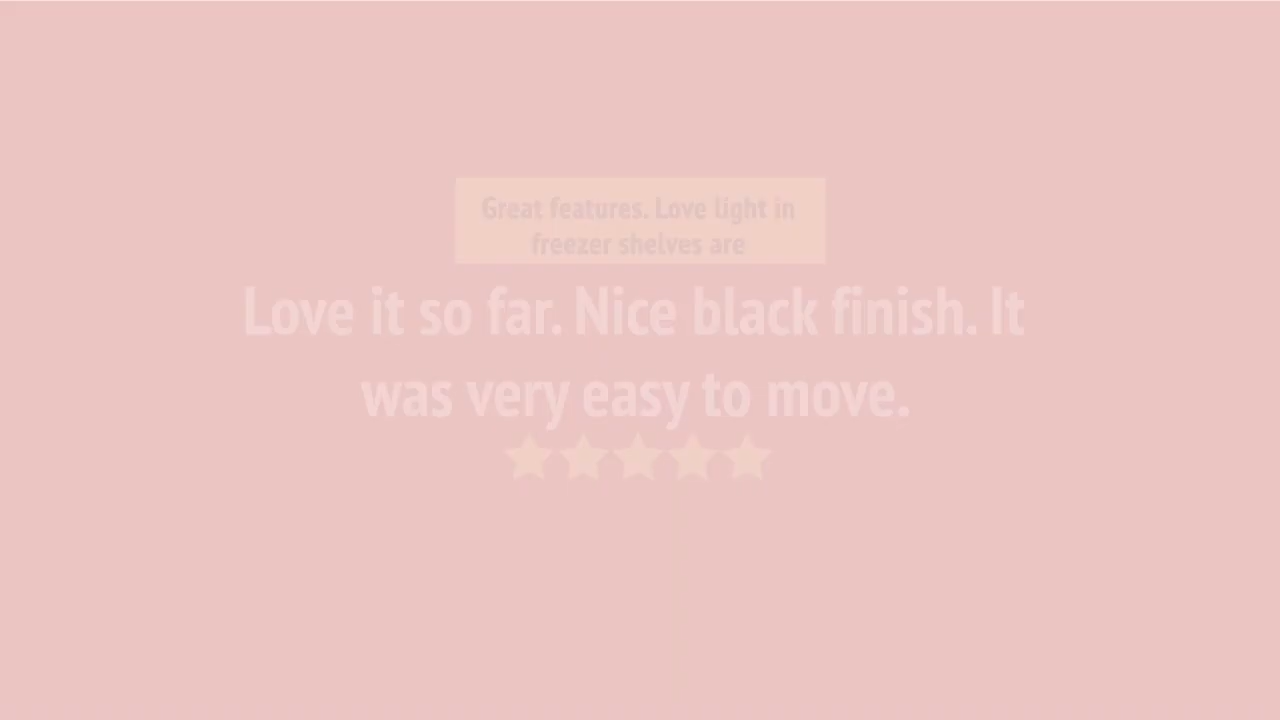 Great features. Love light in
freezer shelves are
Love it so far. Nice black finish. It
was very easy to move.